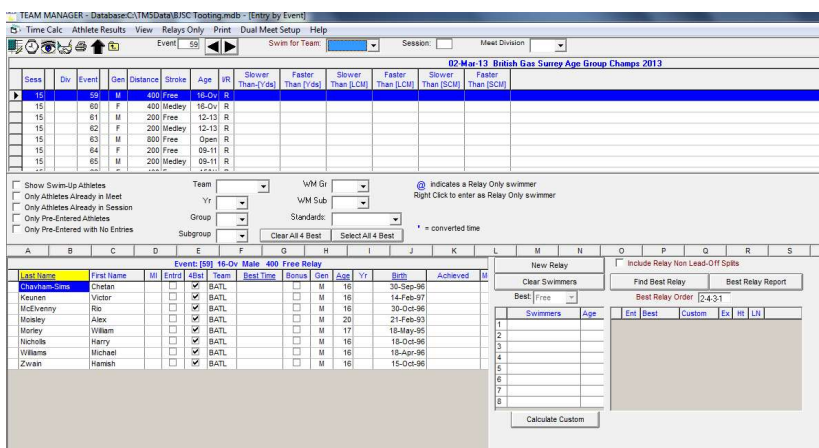 TEAM MANAGER - Database:C:\TM5Data\BJSC Tooting.mdb - [Entry by Event]
Time Calc Athlete Results View Relays Only Print Dual Meet Setup Help
Event 59 Swim for Team: Session: Meet Division
02-Mar-13 British Gas Surrey Age Group Champs 2013
Sess Div Event Gen Distance Stroke Age I/R Slower Than-[Yds] Faster Than [Yds] Slower Than [LCM] Faster Than [LCM] Slower Than [SCM] Faster Than [SCM]
15 59 M 400 Free 16-Ov R
15 60 F 400 Medley 16-Ov R
15 61 M 200 Free 12-13 R
15 62 F 200 Medley 12-13 R
15 63 M 800 Free Open R
15 64 F 200 Free 09-11 R
15 65 M 200 Medley 09-11 R
Show Swim-Up Athletes Team WM Gr @ indicates a Relay Only swimmer
Only Athletes Already in Meet Right Click to enter as Relay Only swimmer
Only Athletes Already in Session Yr WM Sub
Only Pre-Entered Athletes Group Standards:
Only Pre-Entered with No Entries Subgroup Clear All 4 Best Select All 4 Best ' = converted time
A B C D E F G H I J K L M N O P Q R S
Event: [59] 16-Ov Male 400 Free Relay
Last Name First Name MI Entrd 4Bst Team Best Time Bonus Gen Age Yr Birth Achieved M
Chavham-Sims Chetan BATL M 16 30-Sep-96
Keunen Victor BATL M 16 14-Feb-97
McElvenny Rio BATL M 16 30-Oct-96
Moisley Alex BATL M 20 21-Feb-93
Morley William BATL M 17 18-May-95
Nicholls Harry BATL M 16 18-Oct-96
Williams Michael BATL M 16 18-Apr-96
Zwain Hamish BATL M 16 15-Oct-96
New Relay Include Relay Non Lead-Off Splits
Clear Swimmers Find Best Relay Best Relay Report
Best: Free Best Relay Order 2-4-3-1
Swimmers Age Ent Best Custom Ex Ht LN
1
2
3
4
5
6
7
8
Calculate Custom